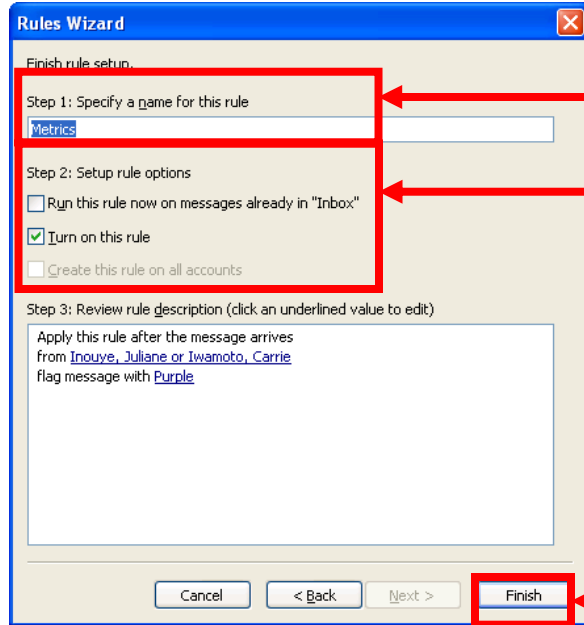 Rules Wizard
Finish rule setup.
Step 1: Specify a name for this rule
Metrics
Step 2: Setup rule options
Run this rule now on messages already in "Inbox"
Turn on this rule
Create this rule on all accounts
Step 3: Review rule description (click an underlined value to edit)
Apply this rule after the message arrives
from Inouye, Juliane or Iwamoto, Carrie
flag message with Purple
Cancel < Back Next > Finish